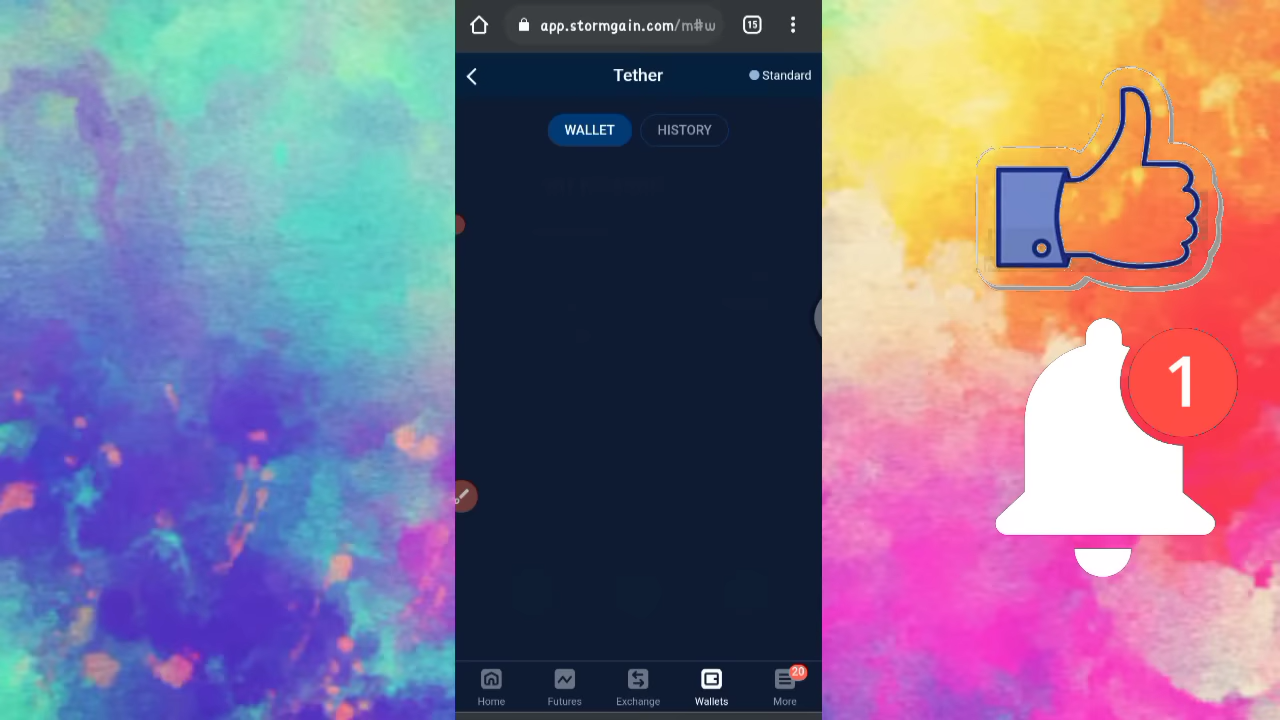 app.stormgain.com/m#w
15
Tether
Standard
WALLET
HISTORY
1
20
Home
Futures
Exchange
Wallets
More